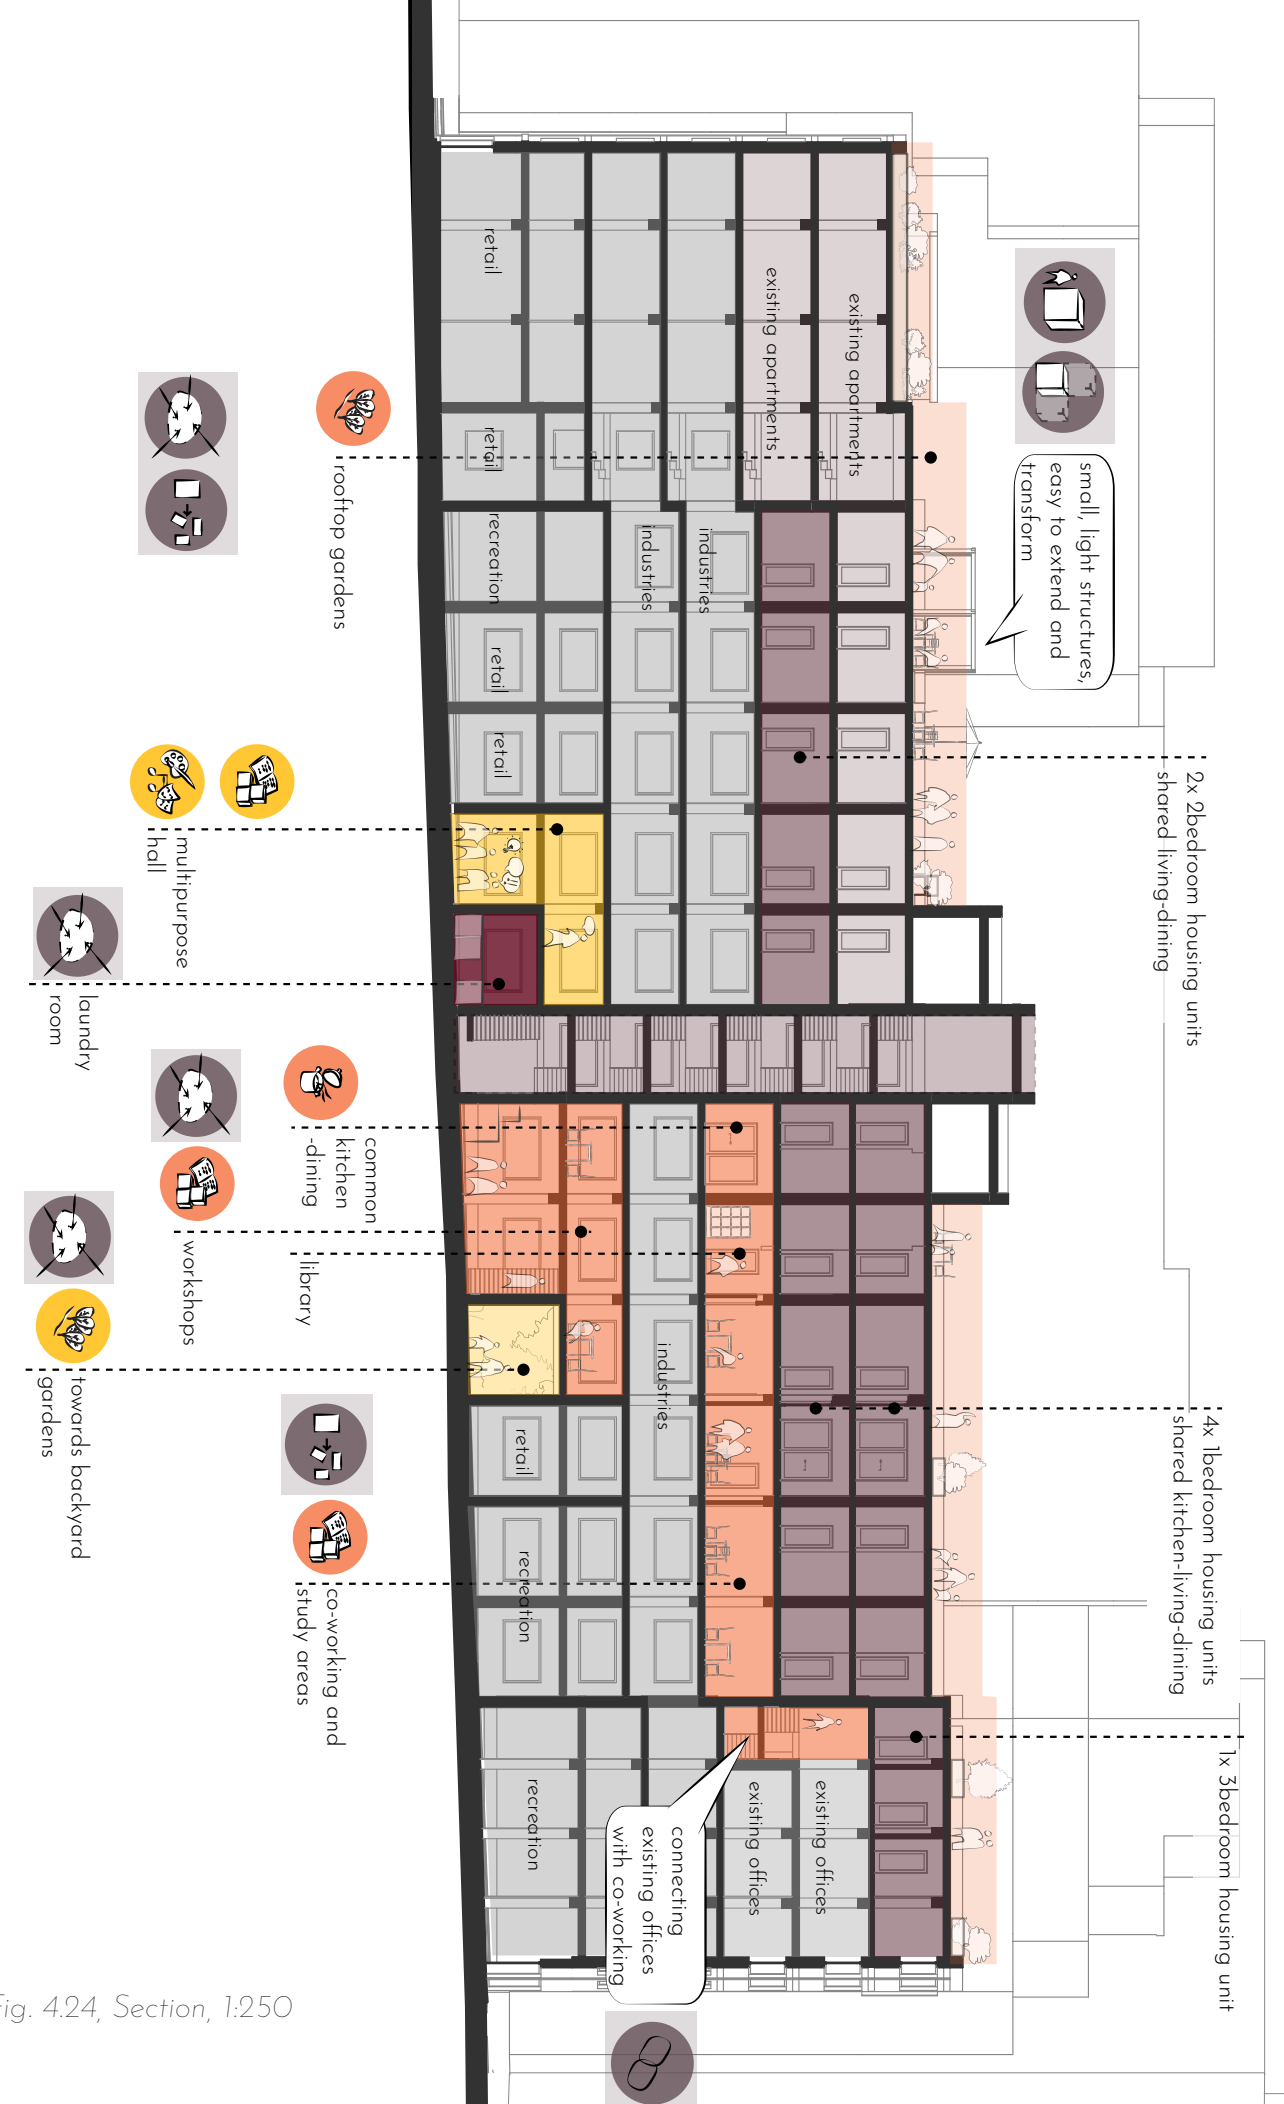 2x 2bedroom housing units
shared living-dining
4x 1bedroom housing units
shared kitchen-living-dining
1x 3bedroom housing unit
small, light structures,
easy to extend and
transform
existing apartments
existing apartments
retail
retail
recreation
industries
industries
retail
retail
industries
retail
recreation
recreation
existing offices
existing offices
connecting
existing offices
with co-working
rooftop gardens
multipurpose
hall
laundry
room
common
kitchen
-dining
library
workshops
towards backyard
gardens
co-working and
study areas
ig. 4.24, Section, 1:250